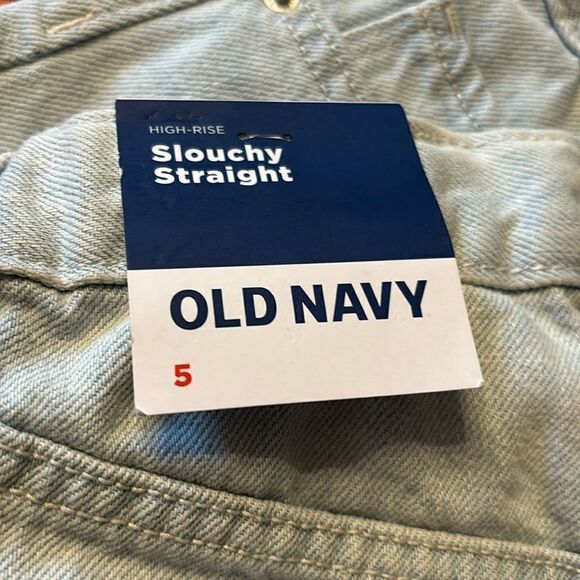 HIGH-RISE
Slouchy
Straight
OLD NAVY
5